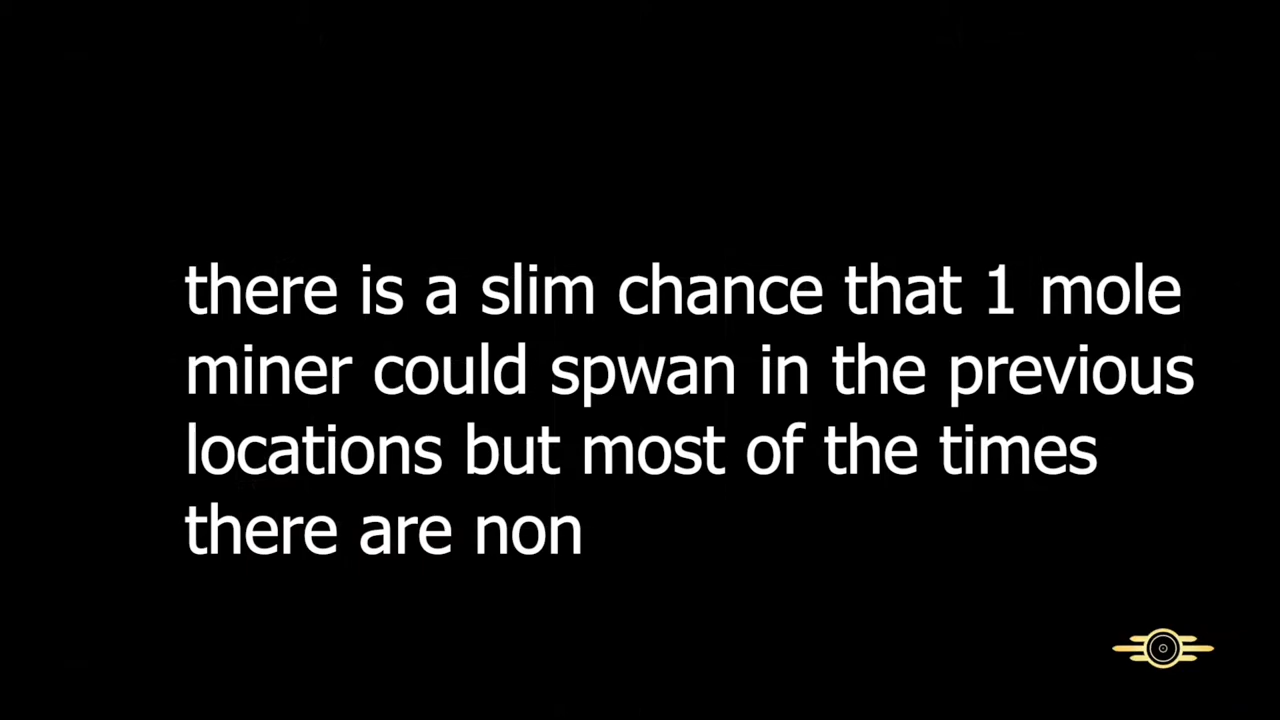 there is a slim chance that 1 mole
miner could spwan in the previous
locations but most of the times
there are non